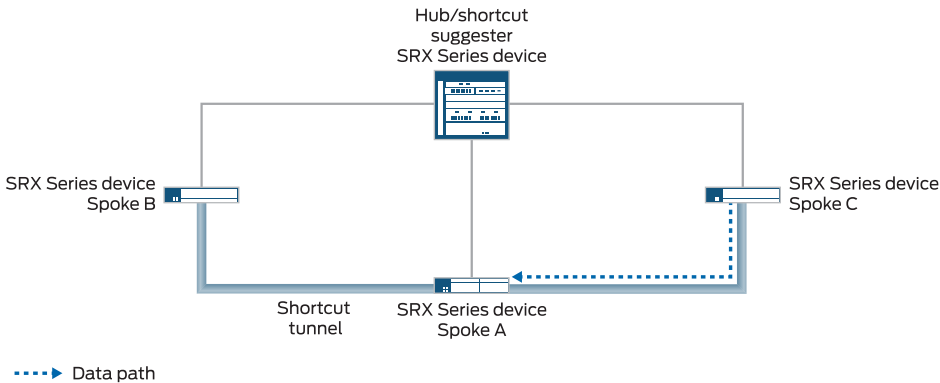 Hub/shortcut
suggester
SRX Series device
SRX Series device
Spoke B
SRX Series device
Spoke C
Shortcut
tunnel
SRX Series device
Spoke A
Data path